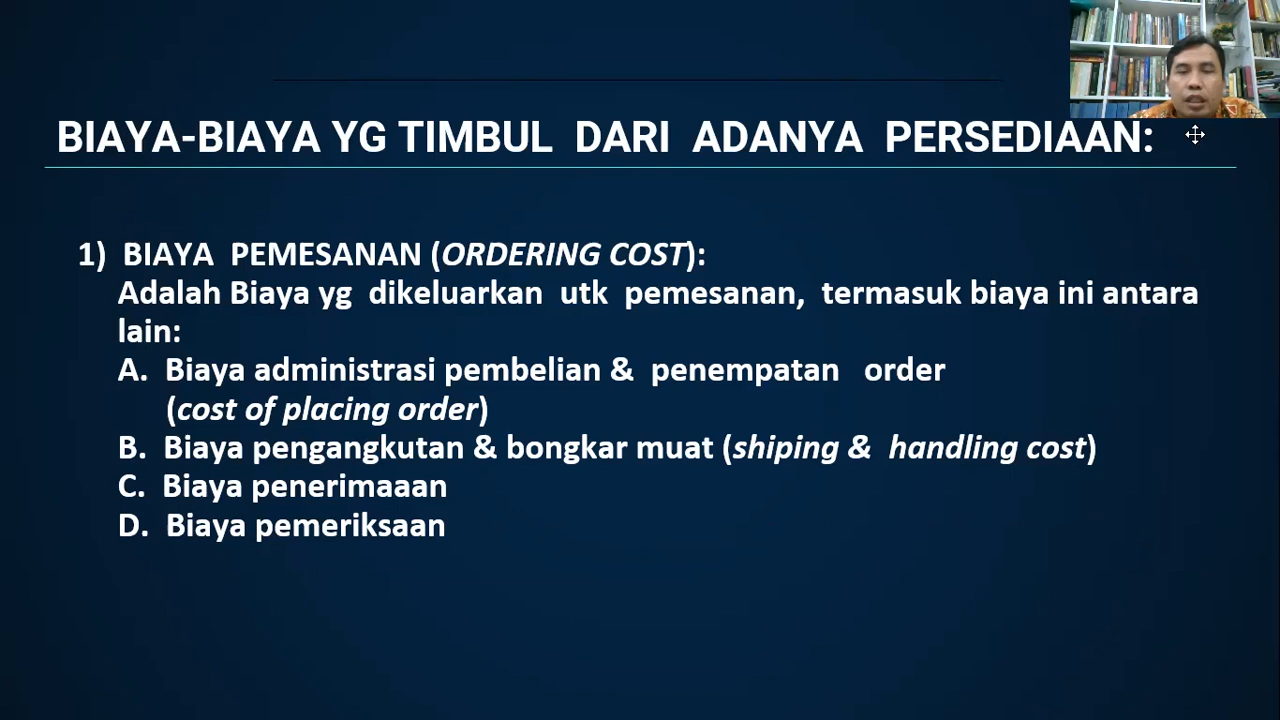 BIAYA-BIAYA YG TIMBUL DARI ADANYA PERSEDIAAN:
1) BIAYA PEMESANAN (ORDERING COST):
Adalah Biaya yg dikeluarkan utk pemesanan, termasuk biaya ini antara
lain:
A. Biaya administrasi pembelian & penempatan order
(cost of placing order)
B. Biaya pengangkutan & bongkar muat (shiping & handling cost)
C. Biaya penerimaaan
D. Biaya pemeriksaan